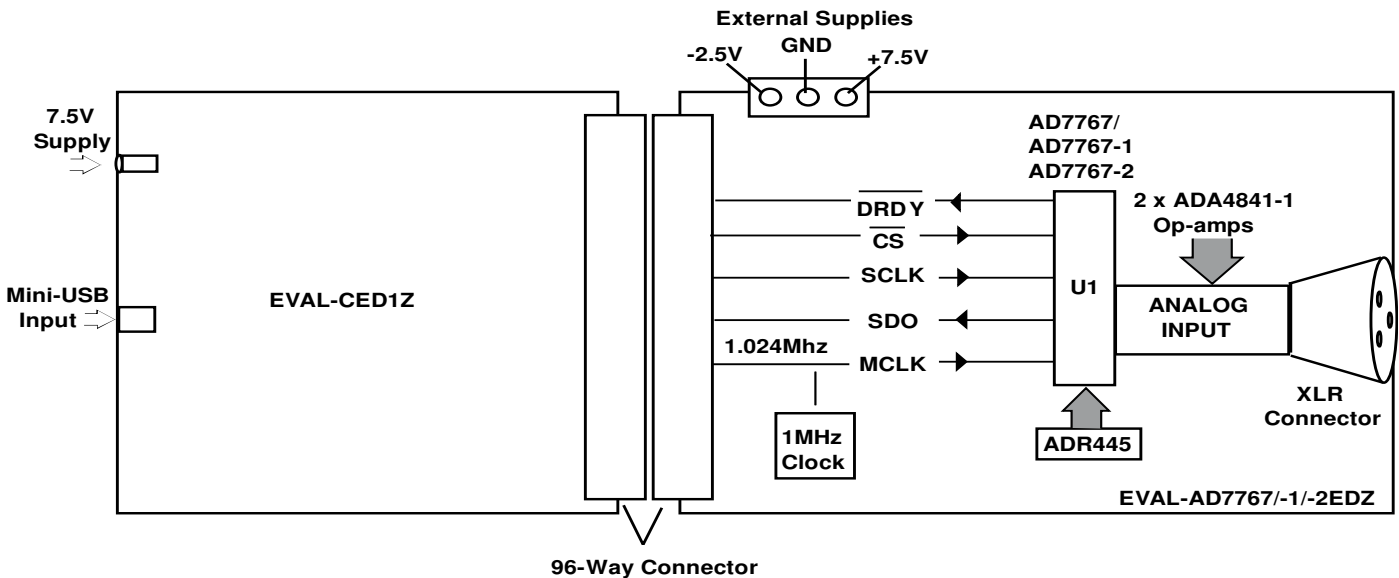 External Supplies
-2.5V
GND
+7.5V
7.5V
Supply
Mini-USB
Input
EVAL-CED1Z
AD7767/
AD7767-1
AD7767-2
DRDY
CS
SCLK
SDO
1.024Mhz
MCLK
1MHz
Clock
U1
2 x ADA4841-1
Op-amps
ANALOG
INPUT
XLR
Connector
ADR445
EVAL-AD7767/-1/-2EDZ
96-Way Connector